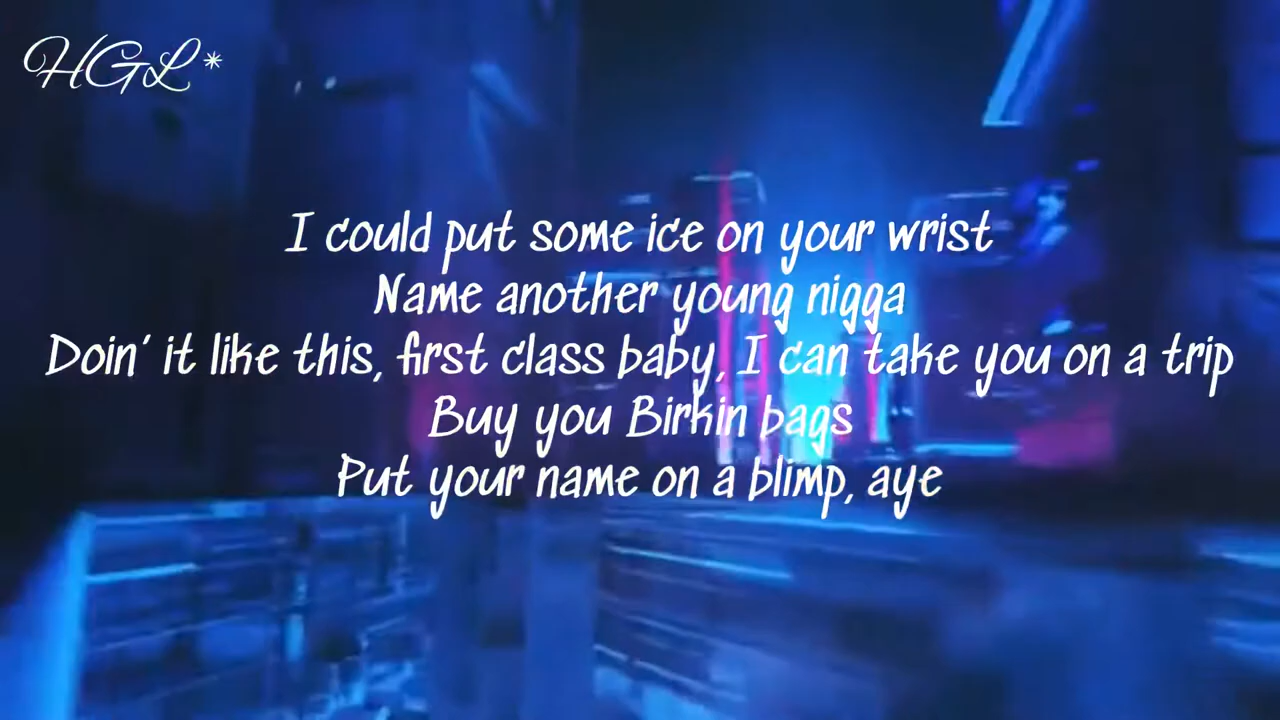 HGL*
I could put some ice on your wrist
Name another young nigga
Doin' it like this, first class baby, I can take you on a trip
Buy you Birkin bags
Put your name on a blimp, aye